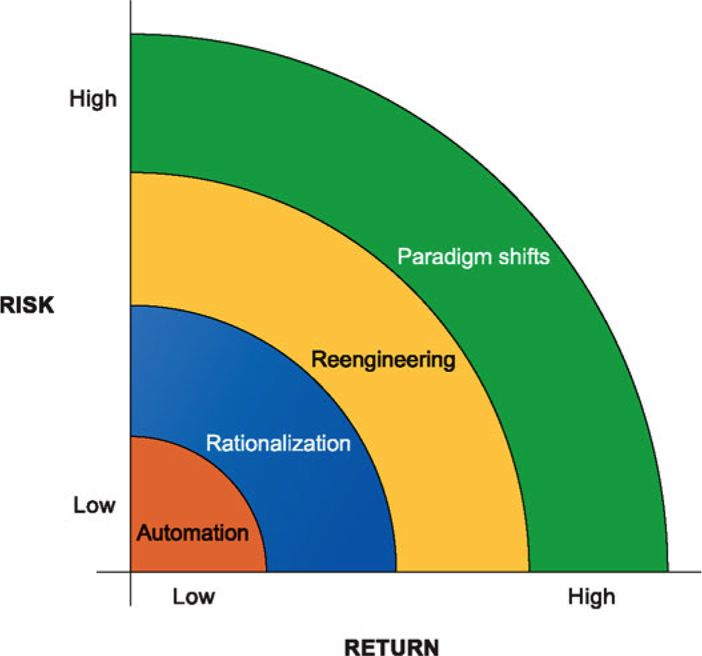 High
Paradigm shifts
RISK
Reengineering
Rationalization
Low
Automation
Low
High
RETURN